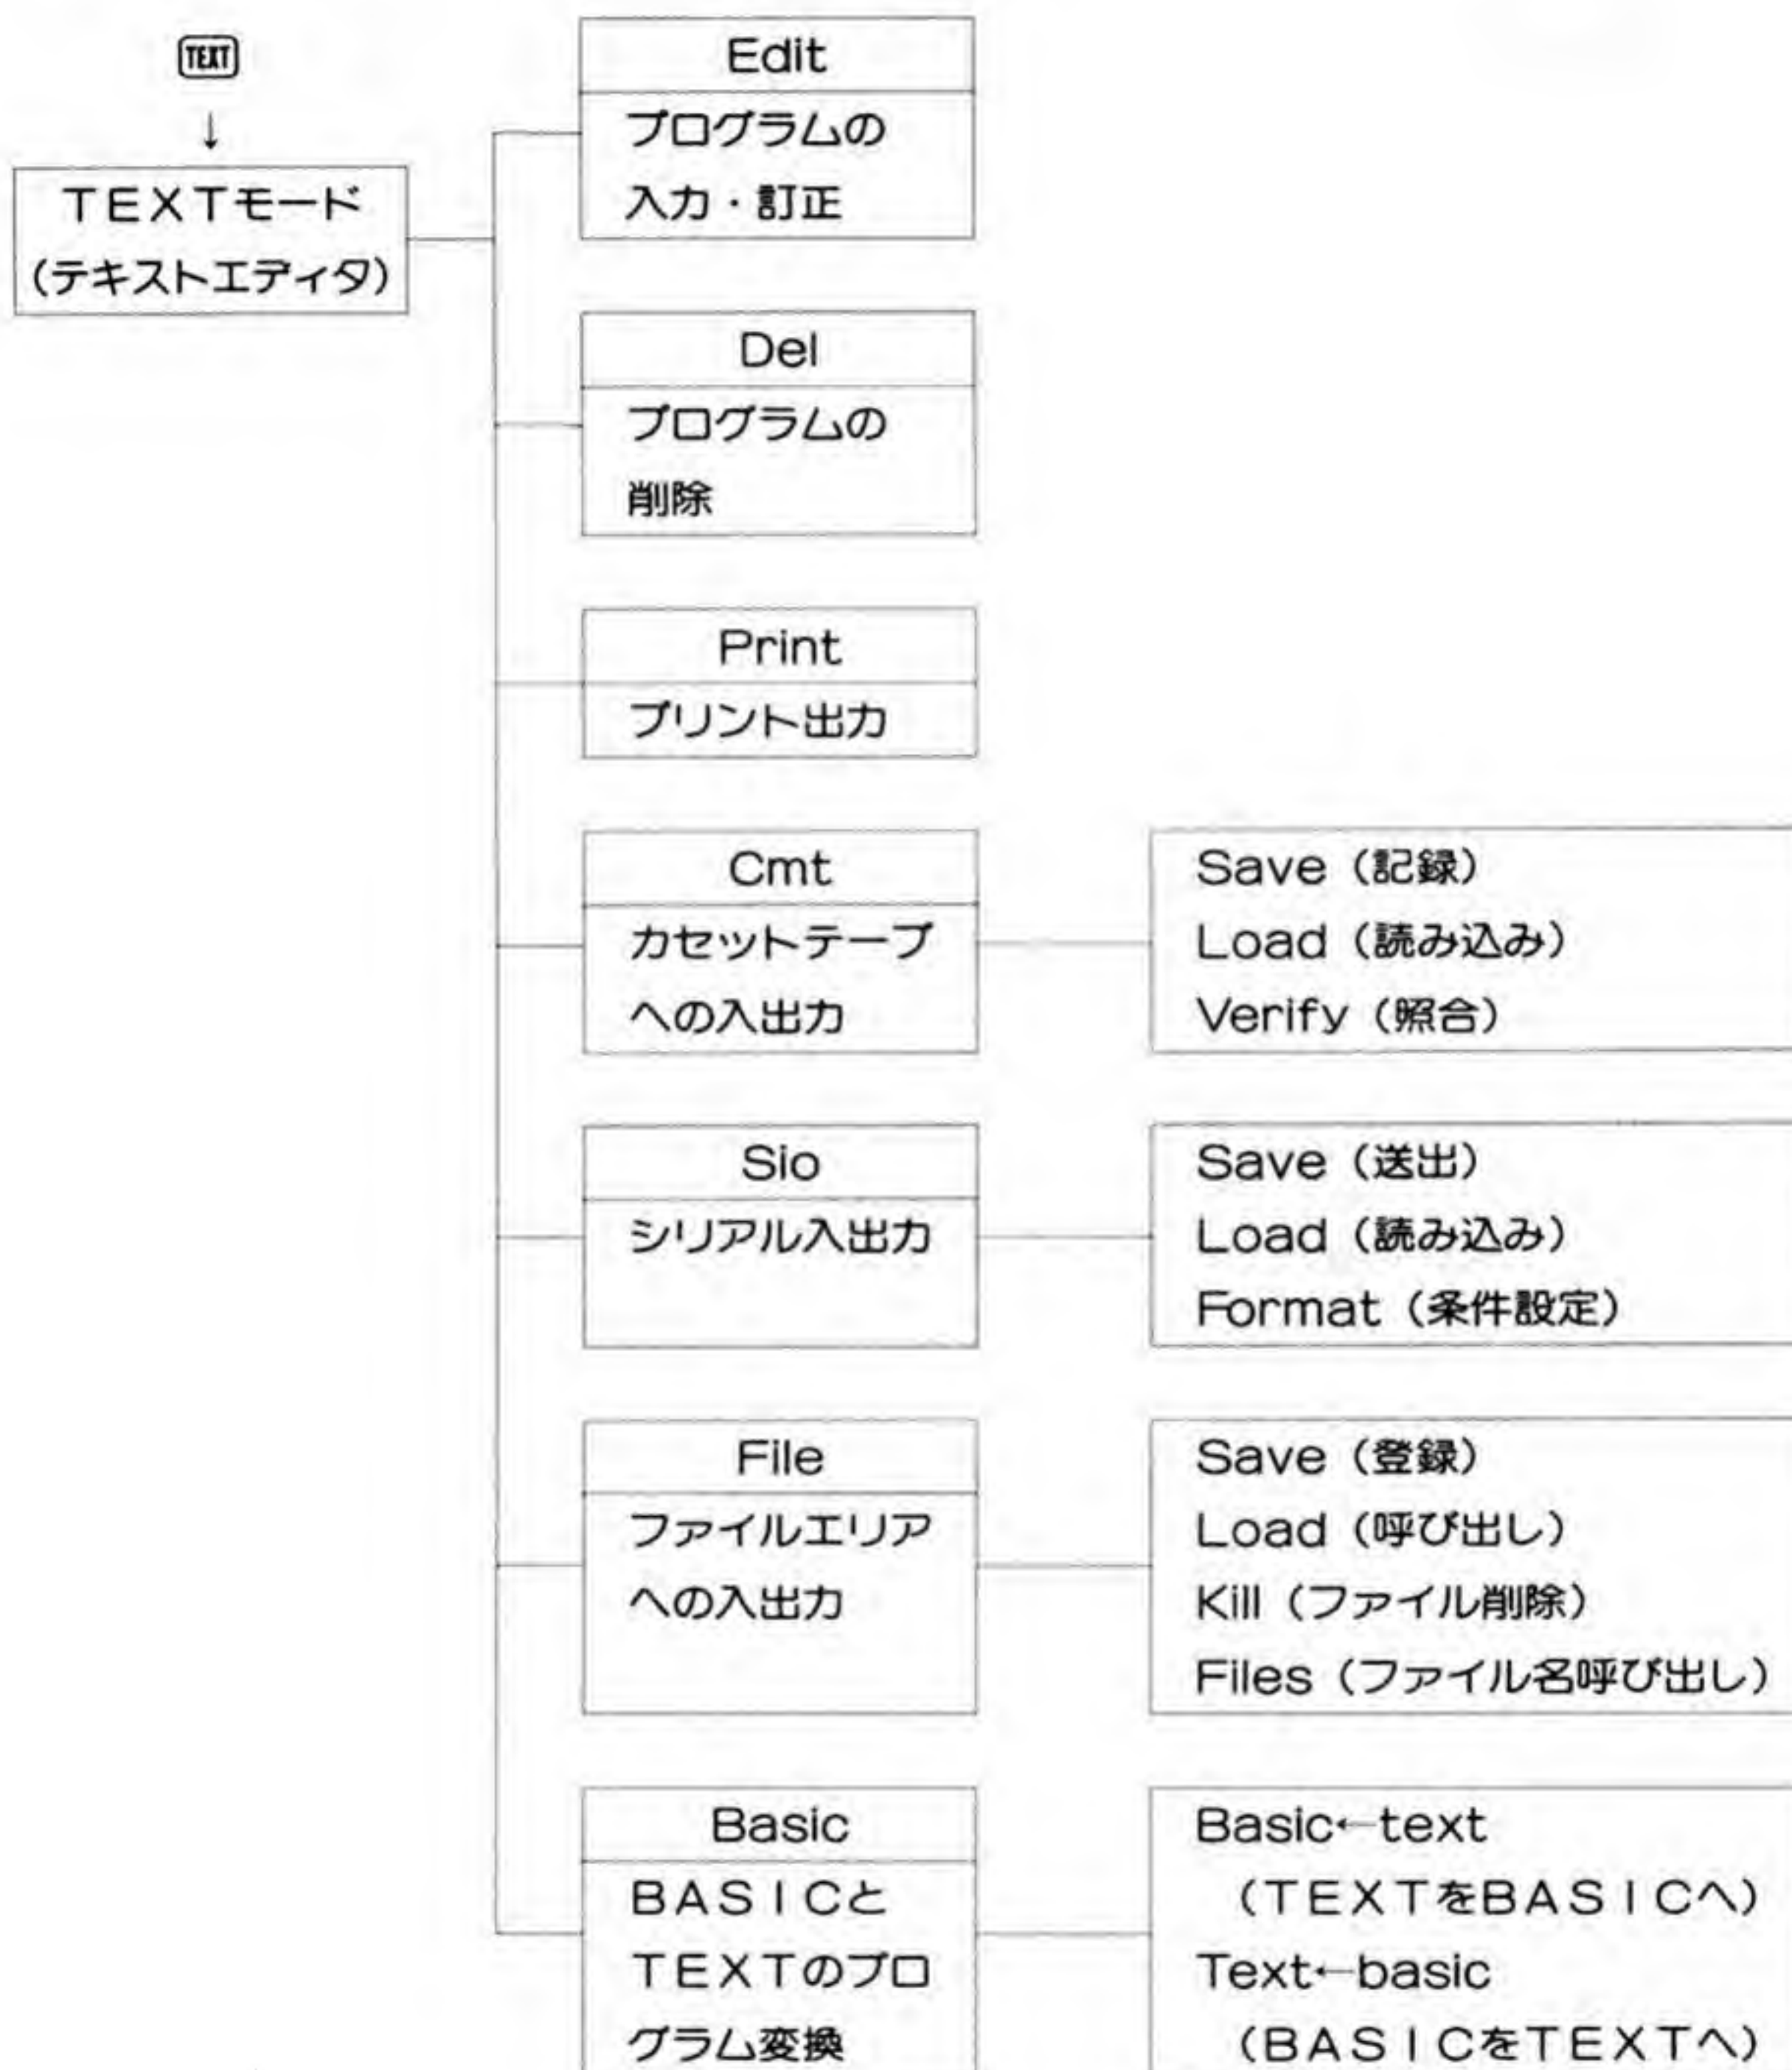 TEXT
↓
TEXTモード
(テキストエディタ)
Edit
プログラムの
入力・訂正
Del
プログラムの
削除
Print
プリント出力
Cmt
カセットテープ
への入出力
Save（記録）
Load（読み込み）
Verify（照合）
Sio
シリアル入出力
Save（送出）
Load（読み込み）
Format（条件設定）
File
ファイルエリア
への入出力
Save（登録）
Load（呼び出し）
Kill（ファイル削除）
Files（ファイル名呼び出し）
Basic
BASICと
TEXTのプロ
グラム変換
Basic←text
（TEXTをBASICへ）
Text←basic
（BASICをTEXTへ）